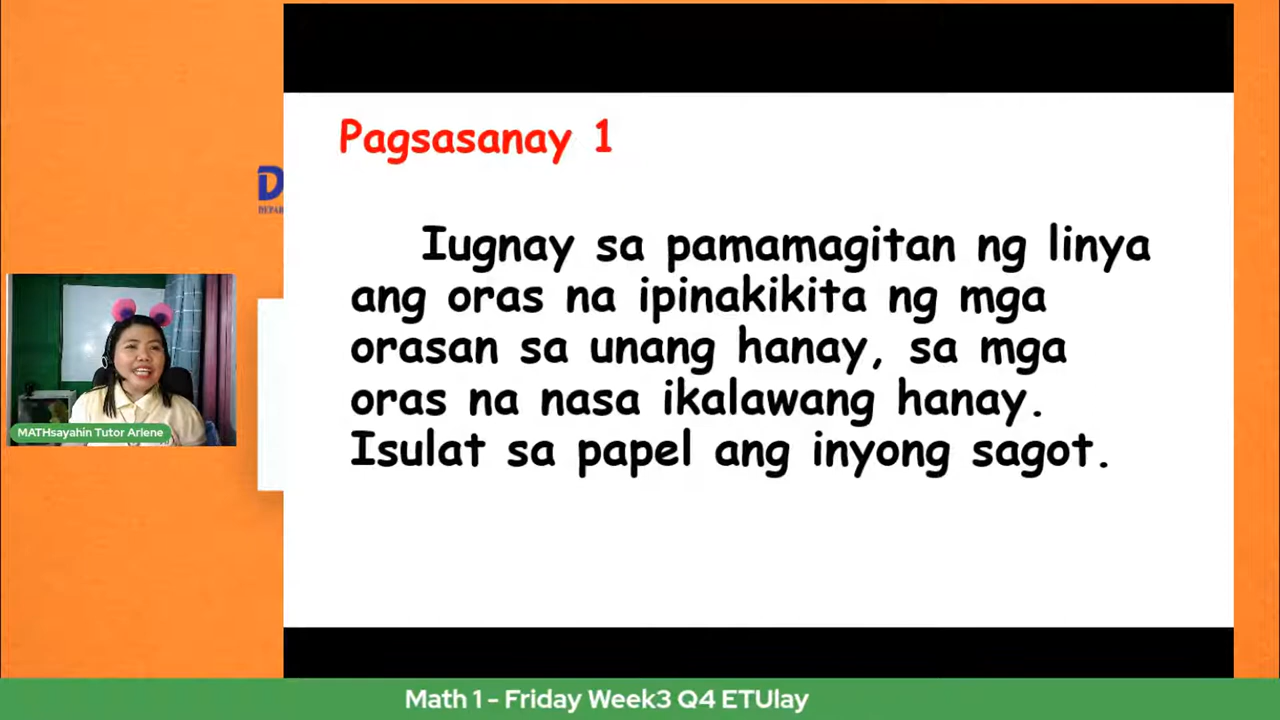 Pagsasanay 1
Iugnay sa pamamagitan ng linya
ang oras na ipinakikita ng mga
orasan sa unang hanay, sa mga
oras na nasa ikalawang hanay.
Isulat sa papel ang inyong sagot.
MATHsayahin Tutor Arlene
Math 1 - Friday Week3 Q4 ETUlay